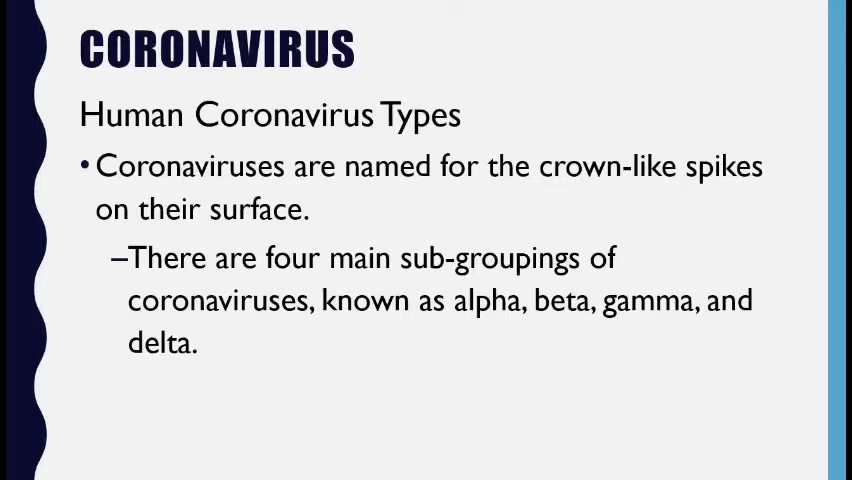 CORONAVIRUS
Human Coronavirus Types
•Coronaviruses are named for the crown-like spikes
on their surface.
–There are four main sub-groupings of
coronaviruses, known as alpha, beta, gamma, and
delta.